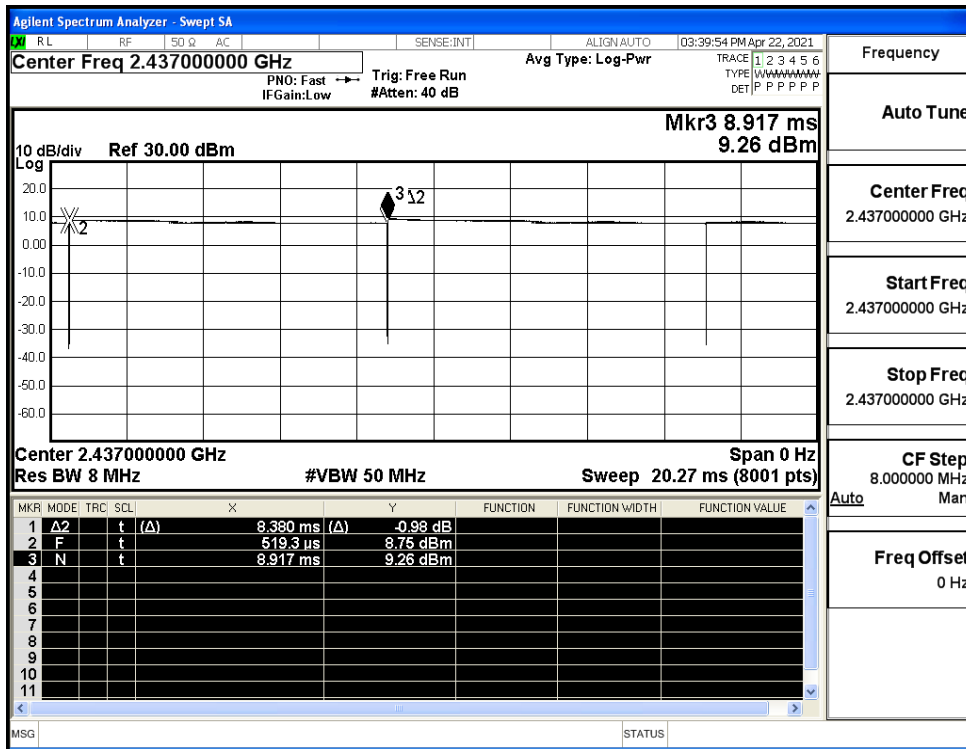 Agilent Spectrum Analyzer - Swept SA
LXI RL RF 50 Ω AC SENSE:INT ALIGN AUTO 03:39:54 PM Apr 22, 2021
Center Freq 2.437000000 GHz
PNO: Fast
IFGain:Low
Trig: Free Run
#Atten: 40 dB
Avg Type: Log-Pwr
TRACE 1 2 3 4 5 6
TYPE
DET P P P P P P
Mkr3 8.917 ms
9.26 dBm
10 dB/div Ref 30.00 dBm
Log
20.0
10.0
0.00
-10.0
-20.0
-30.0
-40.0
-50.0
-60.0
2
3 Δ2
Center 2.437000000 GHz Span 0 Hz
Res BW 8 MHz #VBW 50 MHz Sweep 20.27 ms (8001 pts)
MKR MODE TRC SCL X Y FUNCTION FUNCTION WIDTH FUNCTION VALUE
1 Δ2 t (Δ) 8.380 ms (Δ) -0.98 dB
2 F t 519.3 µs 8.75 dBm
3 N t 8.917 ms 9.26 dBm
4
5
6
7
8
9
10
11
MSG STATUS
Frequency
Auto Tune
Center Freq
2.437000000 GHz
Start Freq
2.437000000 GHz
Stop Freq
2.437000000 GHz
CF Step
8.000000 MHz
Auto Man
Freq Offset
0 Hz